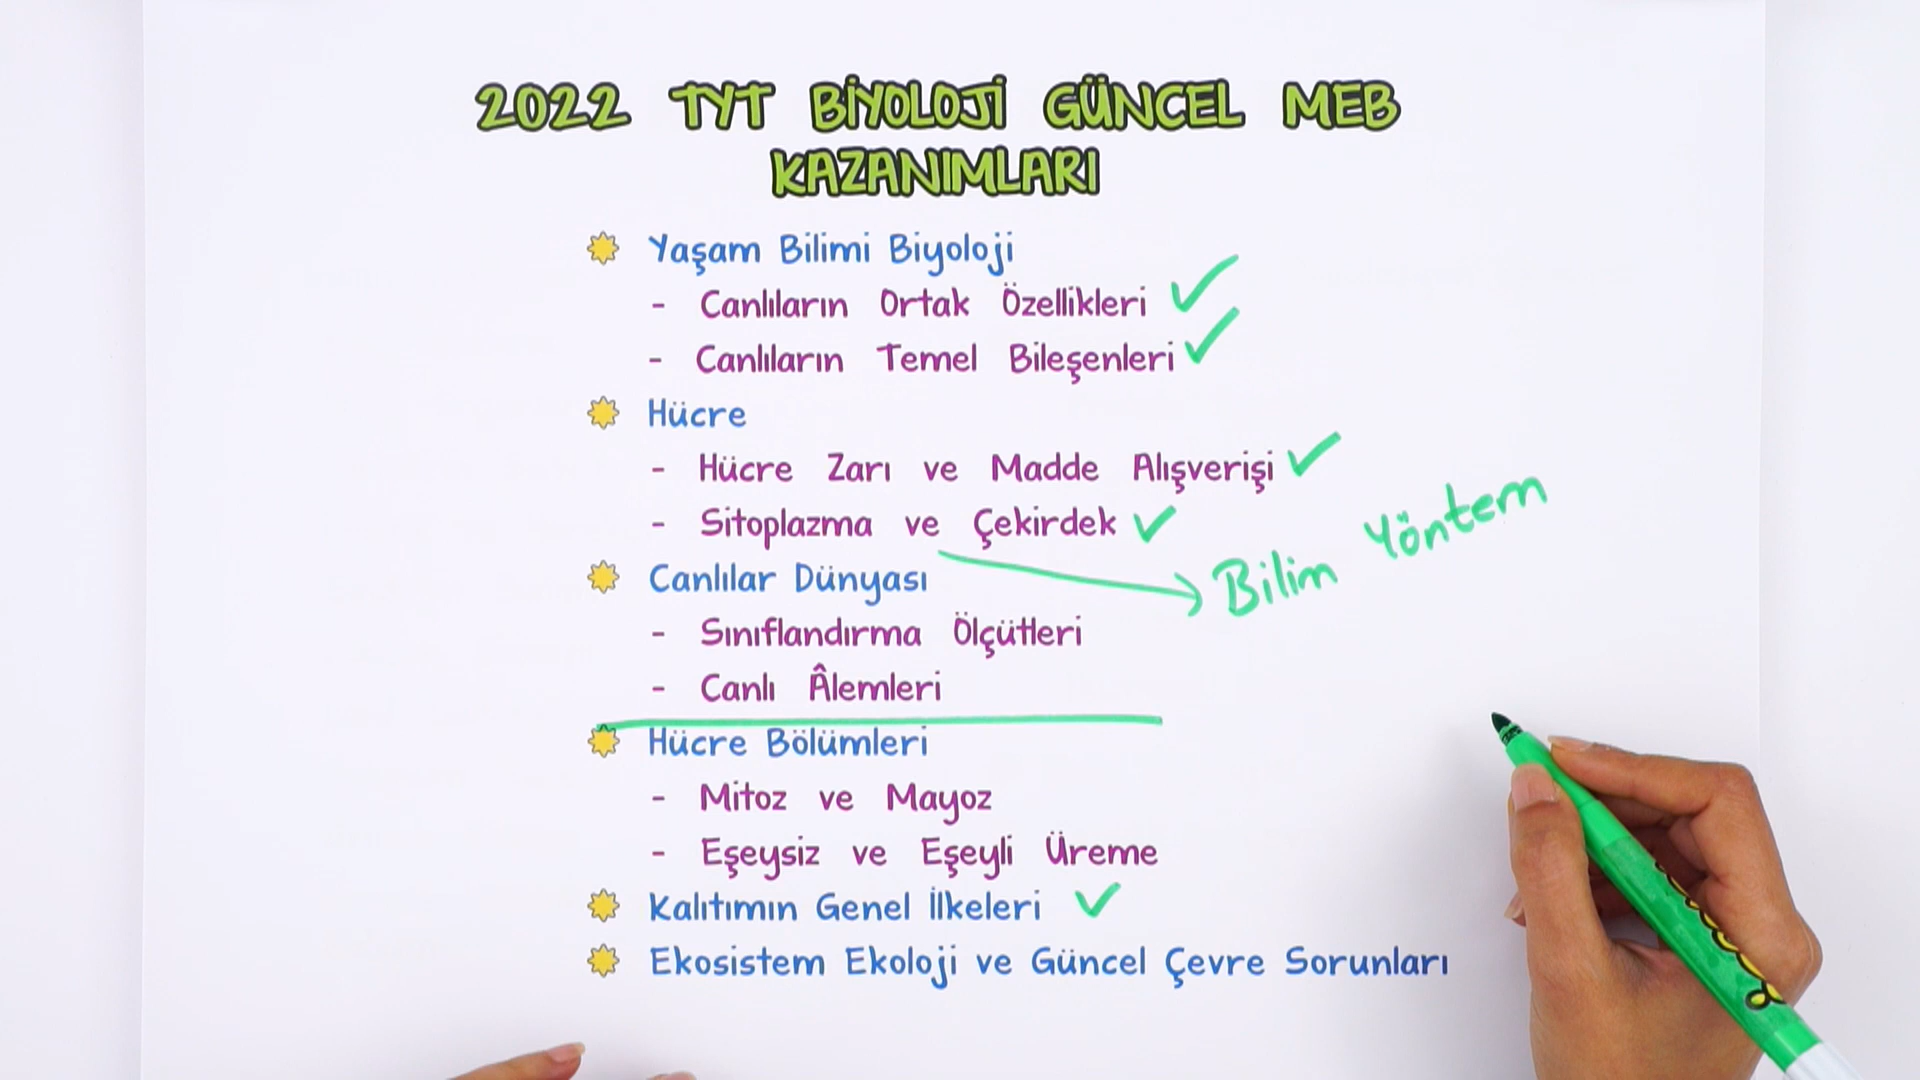 2022 TYT BİYOLOJİ GÜNCEL MEB
KAZANIMLARI
Yaşam Bilimi Biyoloji
- Canlıların Ortak Özellikleri
- Canlıların Temel Bileşenleri
Hücre
- Hücre Zarı ve Madde Alışverişi
- Sitoplazma ve Çekirdek
Bilim Yöntem
Canlılar Dünyası
- Sınıflandırma Ölçütleri
- Canlı Âlemleri
Hücre Bölümleri
- Mitoz ve Mayoz
- Eşeysiz ve Eşeyli Üreme
Kalıtımın Genel İlkeleri
Ekosistem Ekoloji ve Güncel Çevre Sorunları